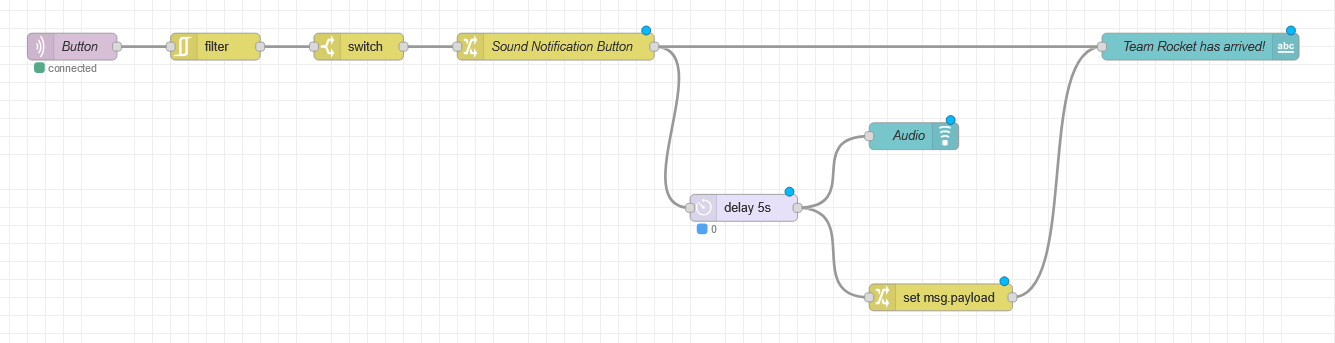 Button
filter
switch
Sound Notification Button
Team Rocket has arrived!
abc
connected
Audio
delay 5s
0
set msg.payload